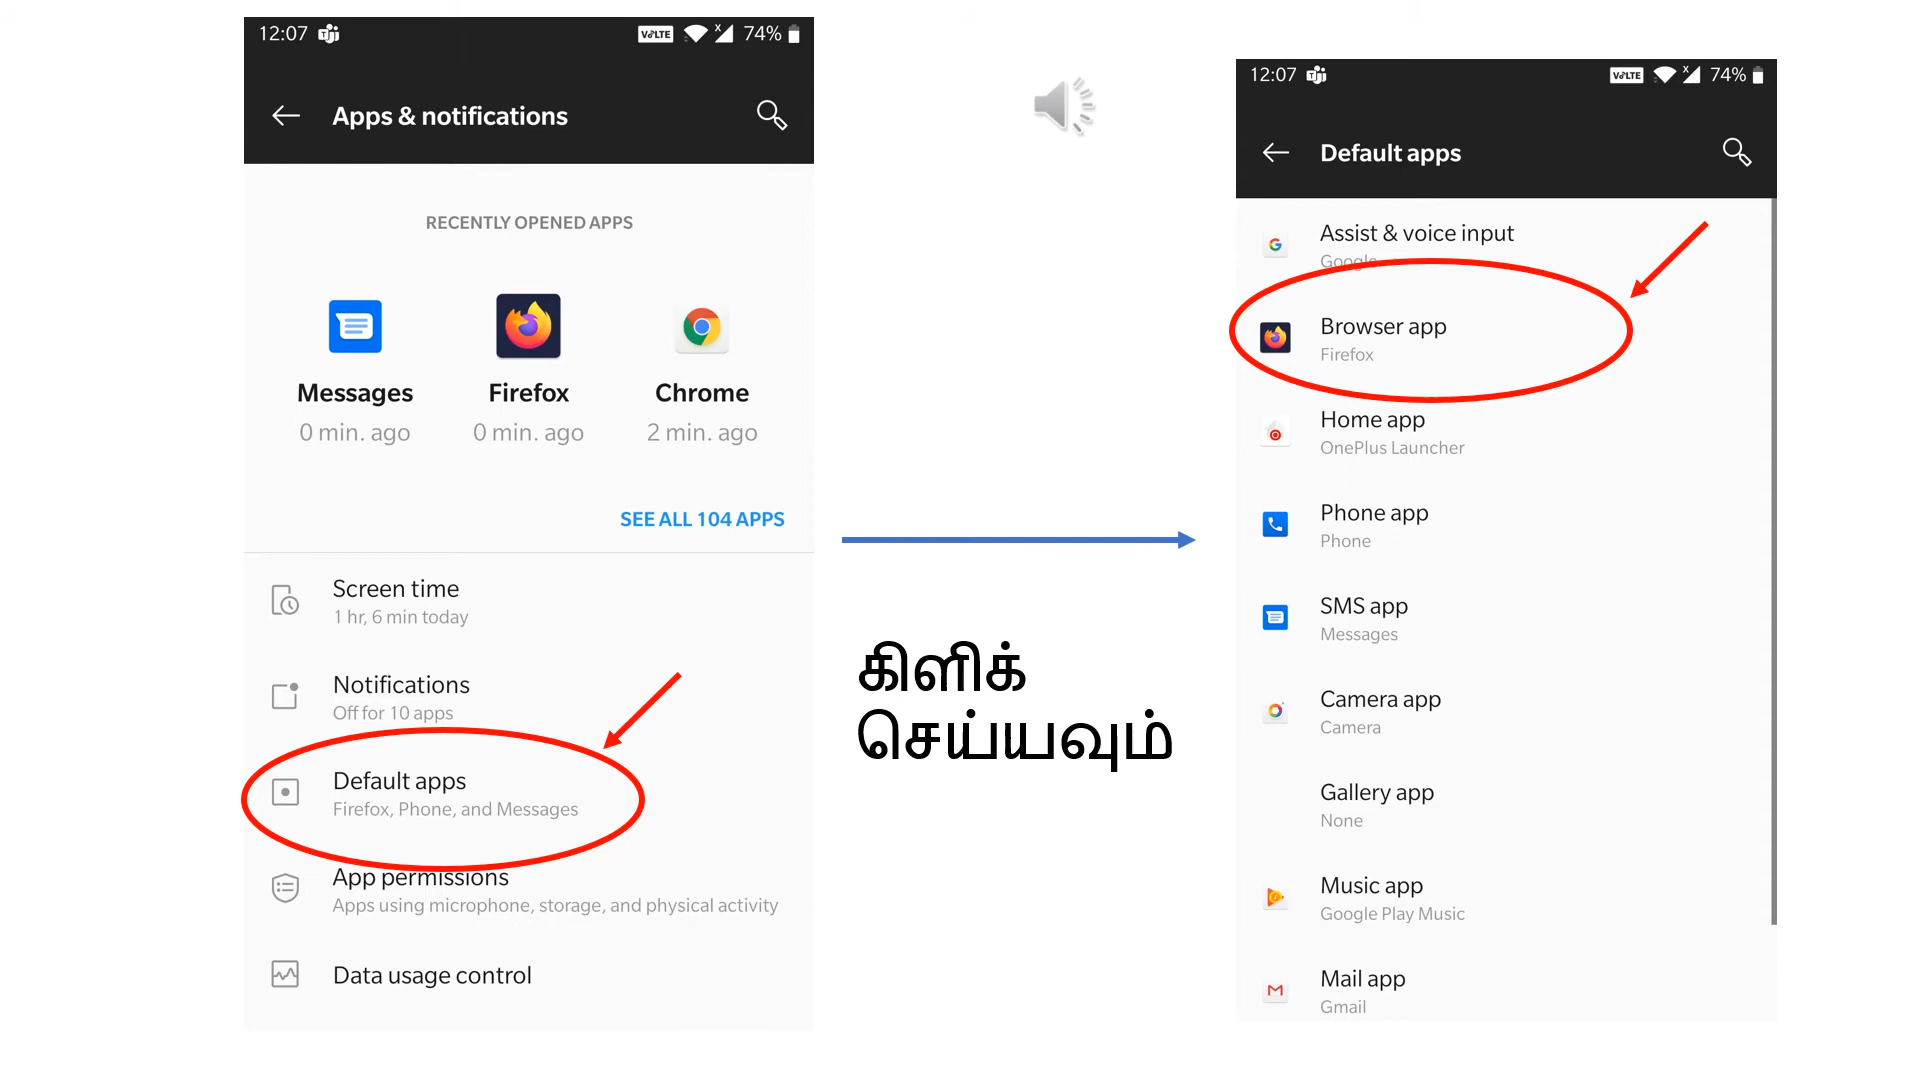 12:07
VoLTE
74%
Apps & notifications
RECENTLY OPENED APPS
Messages
Firefox
Chrome
0 min. ago
0 min. ago
2 min. ago
SEE ALL 104 APPS
Screen time
1 hr, 6 min today
Notifications
Off for 10 apps
Default apps
Firefox, Phone, and Messages
App permissions
Apps using microphone, storage, and physical activity
Data usage control
கிளிக்
செய்யவும்
12:07
VoLTE
74%
Default apps
Assist & voice input
Google
Browser app
Firefox
Home app
OnePlus Launcher
Phone app
Phone
SMS app
Messages
Camera app
Camera
Gallery app
None
Music app
Google Play Music
Mail app
Gmail